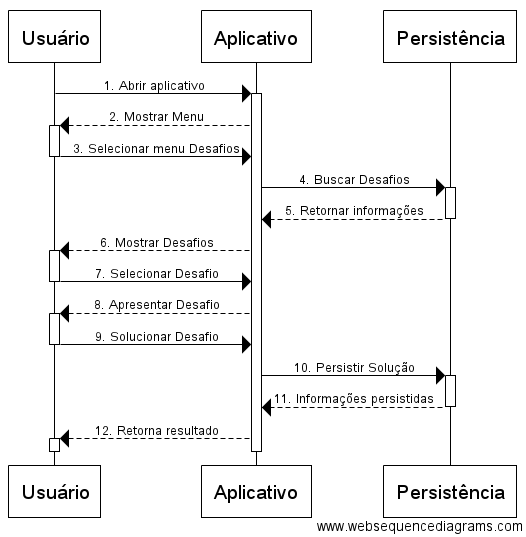 Usuário
Aplicativo
Persistência
1. Abrir aplicativo
2. Mostrar Menu
3. Selecionar menu Desafios
4. Buscar Desafios
5. Retornar informações
6. Mostrar Desafios
7. Selecionar Desafio
8. Apresentar Desafio
9. Solucionar Desafio
10. Persistir Solução
11. Informações persistidas
12. Retorna resultado
Usuário
Aplicativo
Persistência
www.websequencediagrams.com